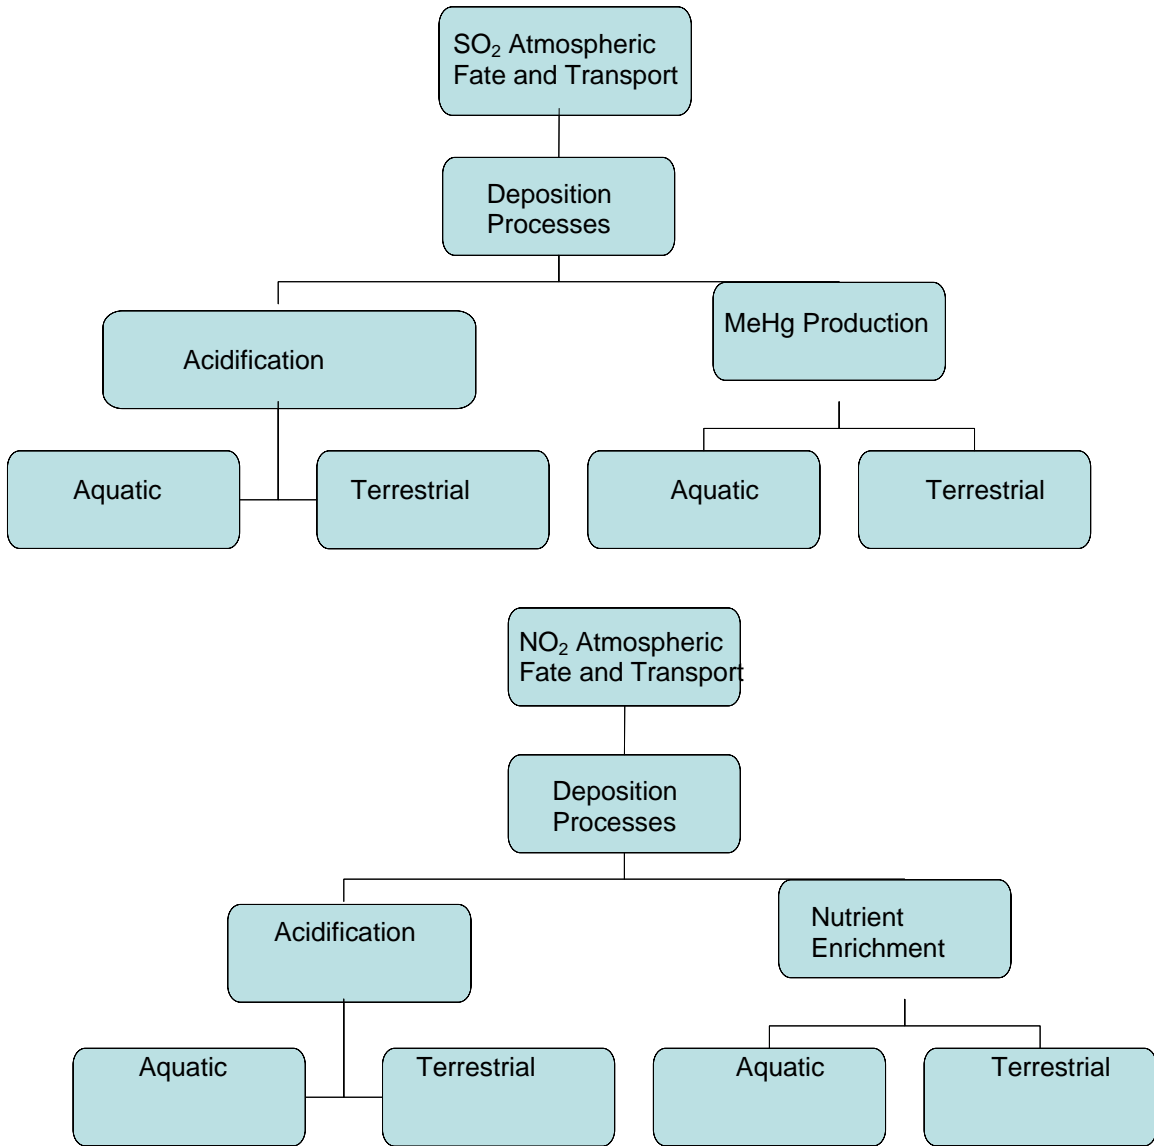 SO₂ Atmospheric
Fate and Transport
Deposition
Processes
MeHg Production
Acidification
Aquatic
Terrestrial
Aquatic
Terrestrial
NO₂ Atmospheric
Fate and Transport
Deposition
Processes
Acidification
Nutrient
Enrichment
Aquatic
Terrestrial
Aquatic
Terrestrial